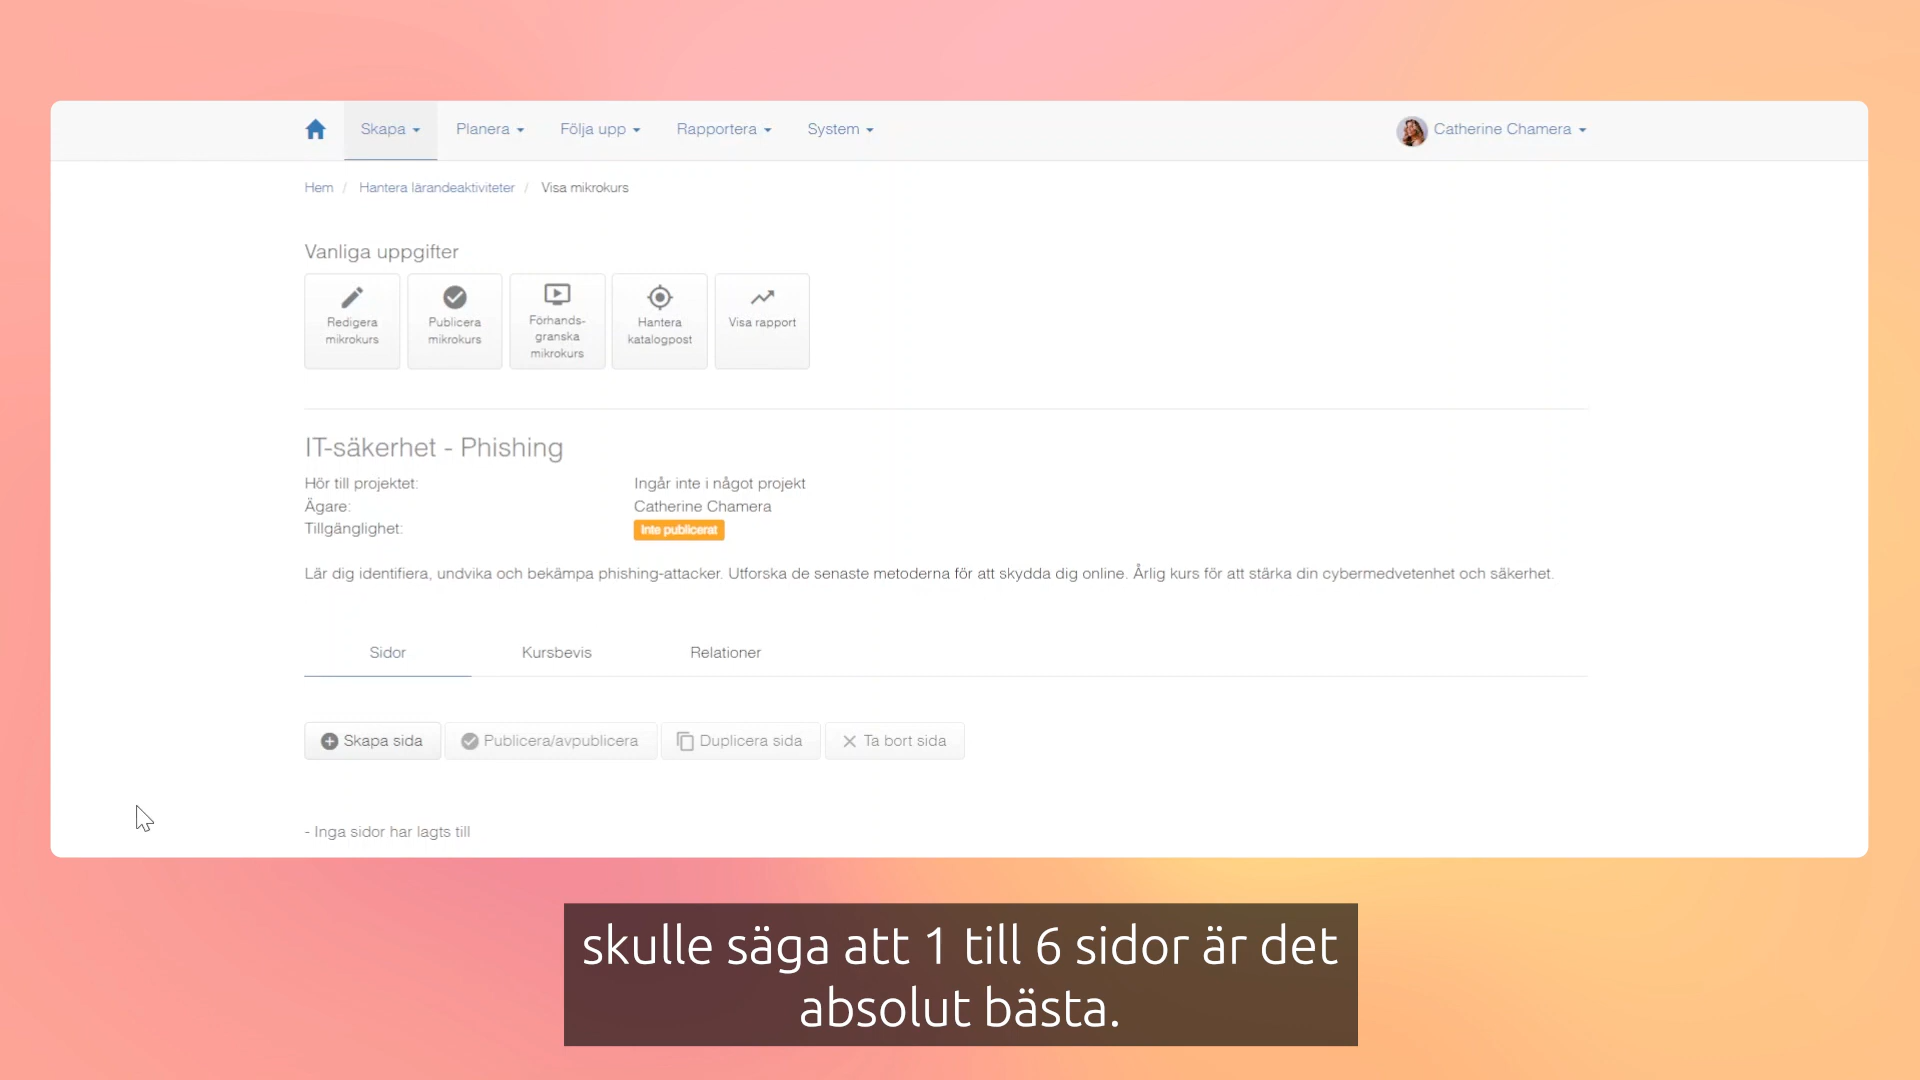 Skapa Planera Följa upp Rapportera System Catherine Chamera
Hem / Hantera lärandeaktiviteter / Visa mikrokurs
Vanliga uppgifter
Redigera mikrokurs
Publicera mikrokurs
Förhands-granska mikrokurs
Hantera katalogpost
Visa rapport
IT-säkerhet - Phishing
Hör till projektet: Ingår inte i något projekt
Ägare: Catherine Chamera
Tillgänglighet: Inte publicerat
Lär dig identifiera, undvika och bekämpa phishing-attacker. Utforska de senaste metoderna för att skydda dig online. Årlig kurs för att stärka din cybermedvetenhet och säkerhet.
Sidor Kursbevis Relationer
Skapa sida Publicera/avpublicera Duplicera sida Ta bort sida
- Inga sidor har lagts till
skulle säga att 1 till 6 sidor är det
absolut bästa.